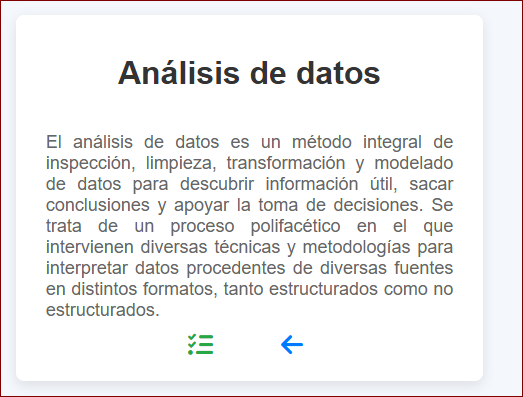 Análisis de datos
El análisis de datos es un método integral de
inspección, limpieza, transformación y modelado
de datos para descubrir información útil, sacar
conclusiones y apoyar la toma de decisiones. Se
trata de un proceso polifacético en el que
intervienen diversas técnicas y metodologías para
interpretar datos procedentes de diversas fuentes
en distintos formatos, tanto estructurados como no
estructurados.